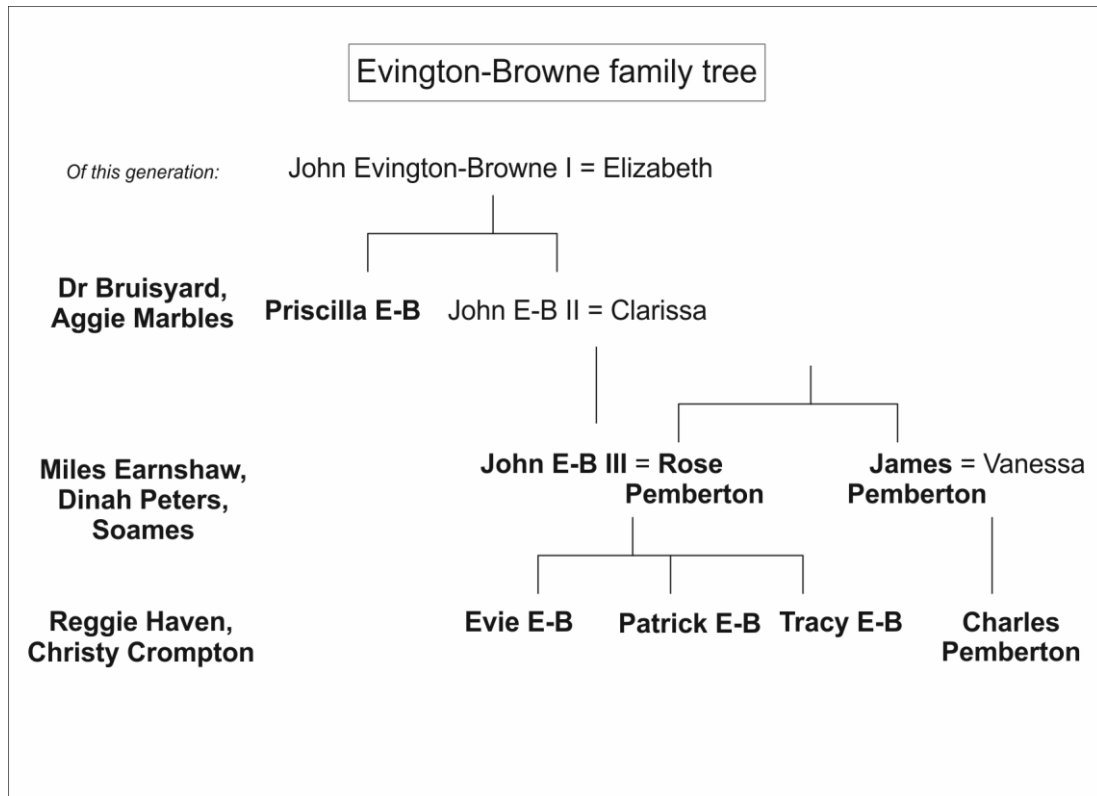 Evington-Browne family tree
Of this generation:
John Evington-Browne I = Elizabeth
Dr Bruisyard,
Aggie Marbles
Priscilla E-B
John E-B II = Clarissa
Miles Earnshaw,
Dinah Peters,
Soames
John E-B III = Rose
Pemberton
James = Vanessa
Pemberton
Reggie Haven,
Christy Crompton
Evie E-B
Patrick E-B
Tracy E-B
Charles
Pemberton